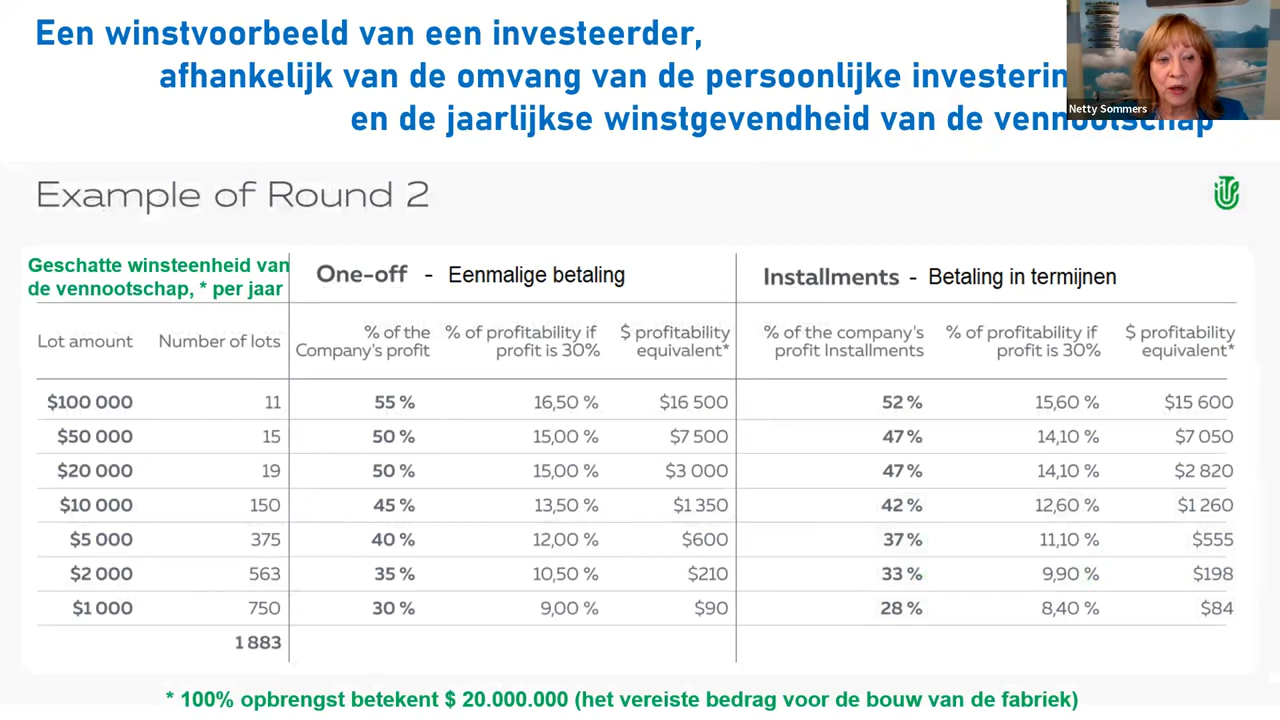 Een winstvoorbeeld van een investeerder,
afhankelijk van de omvang van de persoonlijke investerin
en de jaarlijkse winstgevendheid van de vennootschap
Netty Sommers
Example of Round 2
Geschatte winsteenheid van
de vennootschap, * per jaar
One-off - Eenmalige betaling
Installments - Betaling in termijnen
Lot amount
Number of lots
% of the
Company's profit
% of profitability if
profit is 30%
$ profitability
equivalent*
% of the company's
profit Installments
% of profitability if
profit is 30%
$ profitability
equivalent*
$100 000 11 55 % 16,50 % $16 500 52 % 15,60 % $15 600
$50 000 15 50 % 15,00 % $7 500 47 % 14,10 % $7 050
$20 000 19 50 % 15,00 % $3 000 47 % 14,10 % $2 820
$10 000 150 45 % 13,50 % $1 350 42 % 12,60 % $1 260
$5 000 375 40 % 12,00 % $600 37 % 11,10 % $555
$2 000 563 35 % 10,50 % $210 33 % 9,90 % $198
$1 000 750 30 % 9,00 % $90 28 % 8,40 % $84
1 883
* 100% opbrengst betekent $ 20.000.000 (het vereiste bedrag voor de bouw van de fabriek)